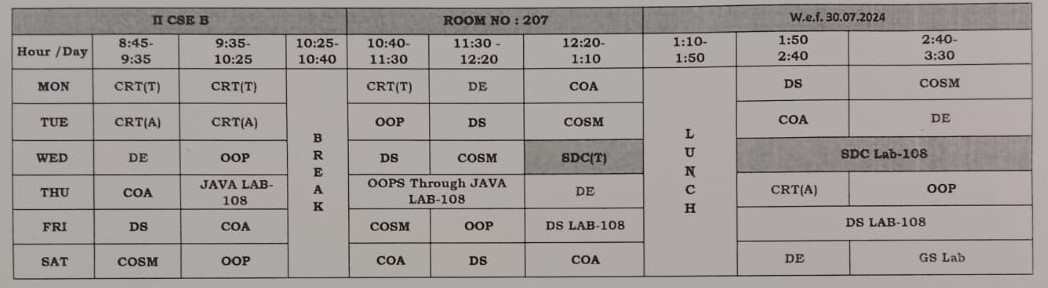 II CSE B ROOM NO : 207 W.e.f. 30.07.2024
Hour /Day 8:45- 9:35 9:35- 10:25 10:25- 10:40 10:40- 11:30 11:30 - 12:20 12:20- 1:10 1:10- 1:50 1:50 2:40 2:40- 3:30
MON CRT(T) CRT(T) CRT(T) DE COA DS COSM
TUE CRT(A) CRT(A) OOP DS COSM COA DE
WED DE OOP DS COSM SDC(T) SDC Lab-108
THU COA JAVA LAB- 108 OOPS Through JAVA LAB-108 DE CRT(A) OOP
FRI DS COA COSM OOP DS LAB-108 DS LAB-108
SAT COSM OOP COA DS COA DE GS Lab
B R E A K
L U N C H